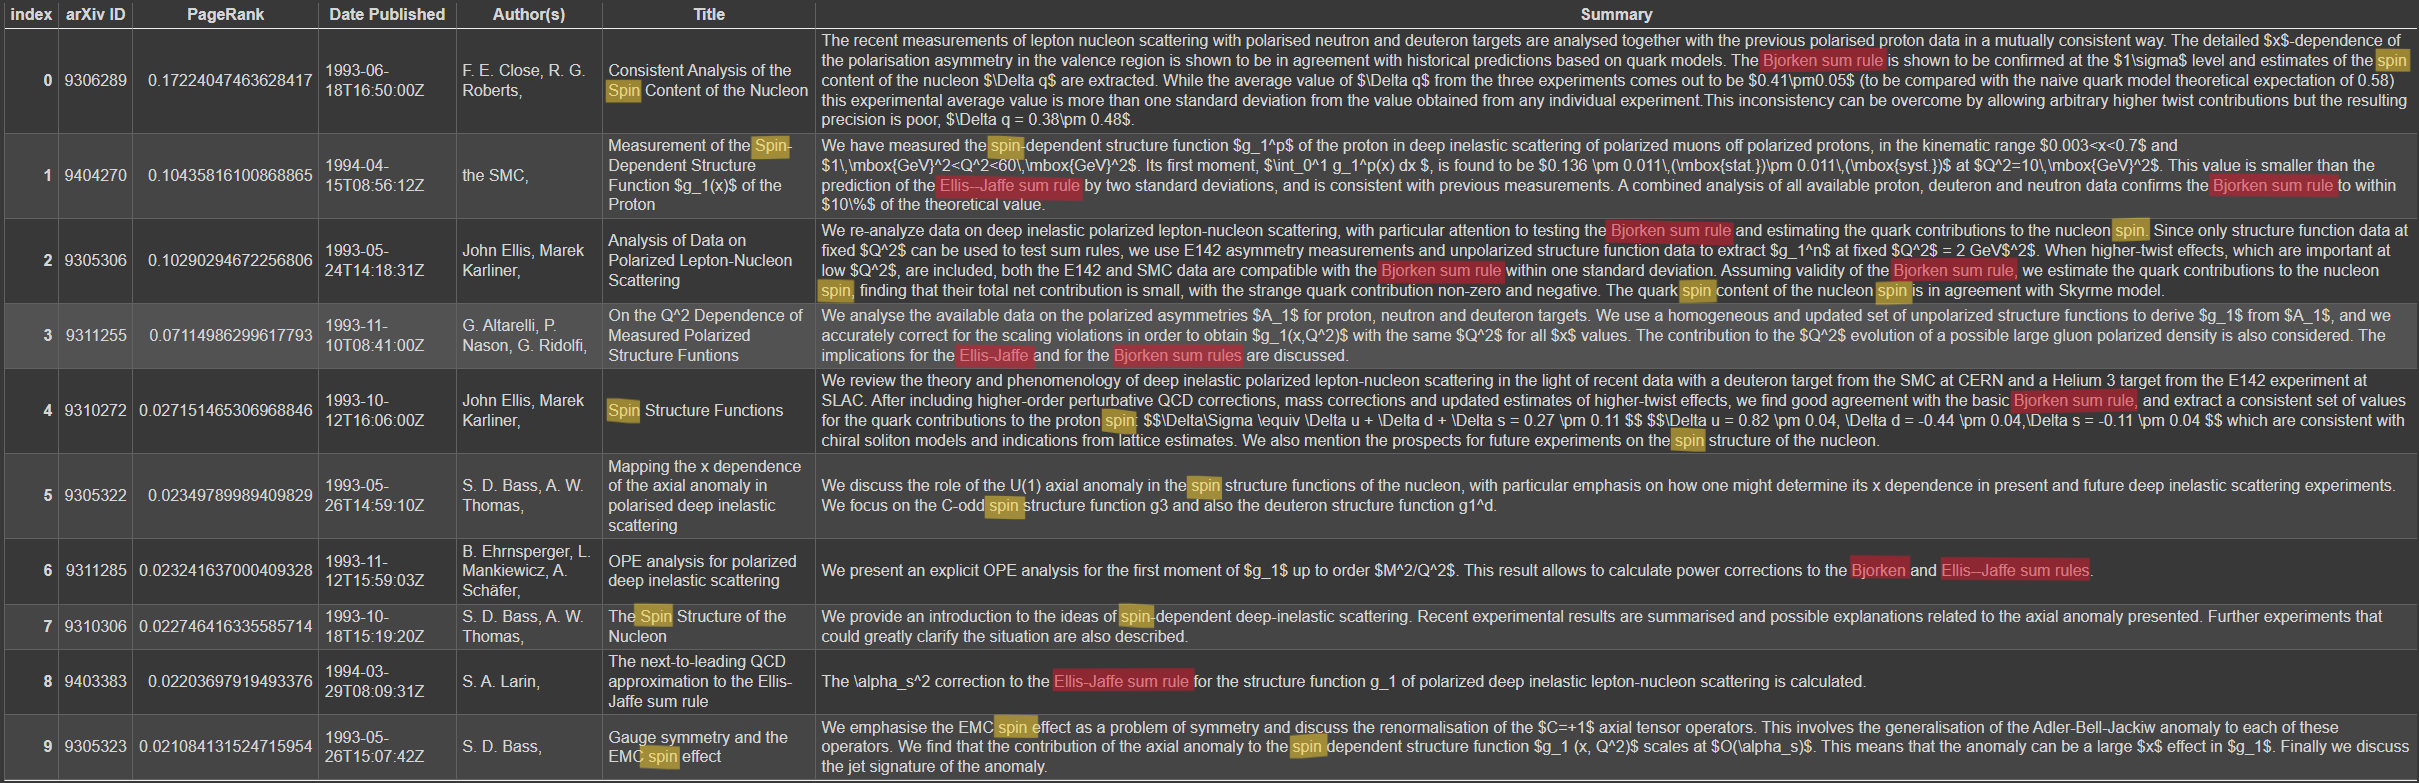 index arXiv ID PageRank Date Published Author(s) Title Summary
0 9306289 0.17224047463628417
1993-06-
18T16:50:00Z
F. E. Close, R. G.
Roberts,
Consistent Analysis of the
Spin Content of the Nucleon
The recent measurements of lepton nucleon scattering with polarised neutron and deuteron targets are analysed together with the previous polarised proton data in a mutually consistent way. The detailed $x$-dependence of
the polarisation asymmetry in the valence region is shown to be in agreement with historical predictions based on quark models. The Bjorken sum rule is shown to be confirmed at the $1\sigma$ level and estimates of the spin
content of the nucleon $\Delta q$ are extracted. While the average value of $\Delta q$ from the three experiments comes out to be $0.41\pm0.05$ (to be compared with the naive quark model theoretical expectation of 0.58)
this experimental average value is more than one standard deviation from the value obtained from any individual experiment.This inconsistency can be overcome by allowing arbitrary higher twist contributions but the resulting
precision is poor, $\Delta q = 0.38\pm 0.48$.
1 9404270 0.10435816100868865
1994-04-
15T08:56:12Z
the SMC,
Measurement of the Spin-
Dependent Structure
Function $g_1(x)$ of the
Proton
We have measured the spin-dependent structure function $g_1^p$ of the proton in deep inelastic scattering of polarized muons off polarized protons, in the kinematic range $0.003<x<0.7$ and
$1\,\mbox{GeV}^2<Q^2<60\,\mbox{GeV}^2$. Its first moment, $\int_0^1 g_1^p(x) dx $, is found to be $0.136 \pm 0.011\,(\mbox{stat.})\pm 0.011\,(\mbox{syst.})$ at $Q^2=10\,\mbox{GeV}^2$. This value is smaller than the
prediction of the Ellis--Jaffe sum rule by two standard deviations, and is consistent with previous measurements. A combined analysis of all available proton, deuteron and neutron data confirms the Bjorken sum rule to within
$10\%$ of the theoretical value.
2 9305306 0.10290294672256806
1993-05-
24T14:18:31Z
John Ellis, Marek
Karliner,
Analysis of Data on
Polarized Lepton-Nucleon
Scattering
We re-analyze data on deep inelastic polarized lepton-nucleon scattering, with particular attention to testing the Bjorken sum rule and estimating the quark contributions to the nucleon spin. Since only structure function data at
fixed $Q^2$ can be used to test sum rules, we use E142 asymmetry measurements and unpolarized structure function data to extract $g_1^n$ at fixed $Q^2$ = 2 GeV$^2$. When higher-twist effects, which are important at
low $Q^2$, are included, both the E142 and SMC data are compatible with the Bjorken sum rule within one standard deviation. Assuming validity of the Bjorken sum rule, we estimate the quark contributions to the nucleon
spin, finding that their total net contribution is small, with the strange quark contribution non-zero and negative. The quark spin content of the nucleon spin is in agreement with Skyrme model.
3 9311255 0.071149862996​17793
1993-11-
10T08:41:00Z
G. Altarelli, P.
Nason, G. Ridolfi,
On the Q^2 Dependence of
Measured Polarized
Structure Funtions
We analyse the available data on the polarized asymmetries $A_1$ for proton, neutron and deuteron targets. We use a homogeneous and updated set of unpolarized structure functions to derive $g_1$ from $A_1$, and we
accurately correct for the scaling violations in order to obtain $g_1(x,Q^2)$ with the same $Q^2$ for all $x$ values. The contribution to the $Q^2$ evolution of a possible large gluon polarized density is also considered. The
implications for the Ellis-Jaffe and for the Bjorken sum rules are discussed.
4 9310272 0.027151465306968846
1993-10-
12T16:06:00Z
John Ellis, Marek
Karliner,
Spin Structure Functions
We review the theory and phenomenology of deep inelastic polarized lepton-nucleon scattering in the light of recent data with a deuteron target from the SMC at CERN and a Helium 3 target from the E142 experiment at
SLAC. After including higher-order perturbative QCD corrections, mass corrections and updated estimates of higher-twist effects, we find good agreement with the basic Bjorken sum rule, and extract a consistent set of values
for the quark contributions to the proton spin: $$\Delta\Sigma \equiv \Delta u + \Delta d + \Delta s = 0.27 \pm 0.11 $$ $$\Delta u = 0.82 \pm 0.04, \Delta d = -0.44 \pm 0.04,\Delta s = -0.11 \pm 0.04 $$ which are consistent with
chiral soliton models and indications from lattice estimates. We also mention the prospects for future experiments on the spin structure of the nucleon.
5 9305322 0.02349789989409829
1993-05-
26T14:59:10Z
S. D. Bass, A. W.
Thomas,
Mapping the x dependence
of the axial anomaly in
polarised deep inelastic
scattering
We discuss the role of the U(1) axial anomaly in the spin structure functions of the nucleon, with particular emphasis on how one might determine its x dependence in present and future deep inelastic scattering experiments.
We focus on the C-odd spin structure function g3 and also the deuteron structure function g1^d.
6 9311285 0.023241637000409328
1993-11-
12T15:59:03Z
B. Ehrnsperger, L.
Mankiewicz, A.
Schäfer,
OPE analysis for polarized
deep inelastic scattering
We present an explicit OPE analysis for the first moment of $g_1$ up to order $M^2/Q^2$. This result allows to calculate power corrections to the Bjorken and Ellis--Jaffe sum rules.
7 9310306 0.022746416335585714
1993-10-
18T15:19:20Z
S. D. Bass, A. W.
Thomas,
The Spin Structure of the
Nucleon
We provide an introduction to the ideas of spin-dependent deep-inelastic scattering. Recent experimental results are summarised and possible explanations related to the axial anomaly presented. Further experiments that
could greatly clarify the situation are also described.
8 9403383 0.02203697919493376
1994-03-
29T08:09:31Z
S. A. Larin,
The next-to-leading QCD
approximation to the Ellis-
Jaffe sum rule
The \alpha_s^2 correction to the Ellis-Jaffe sum rule for the structure function g_1 of polarized deep inelastic lepton-nucleon scattering is calculated.
9 9305323 0.021084131524715954
1993-05-
26T15:07:42Z
S. D. Bass,
Gauge symmetry and the
EMC spin effect
We emphasise the EMC spin effect as a problem of symmetry and discuss the renormalisation of the $C=+1$ axial tensor operators. This involves the generalisation of the Adler-Bell-Jackiw anomaly to each of these
operators. We find that the contribution of the axial anomaly to the spin dependent structure function $g_1 (x, Q^2)$ scales at $O(\alpha_s)$. This means that the anomaly can be a large $x$ effect in $g_1$. Finally we discuss
the jet signature of the anomaly.